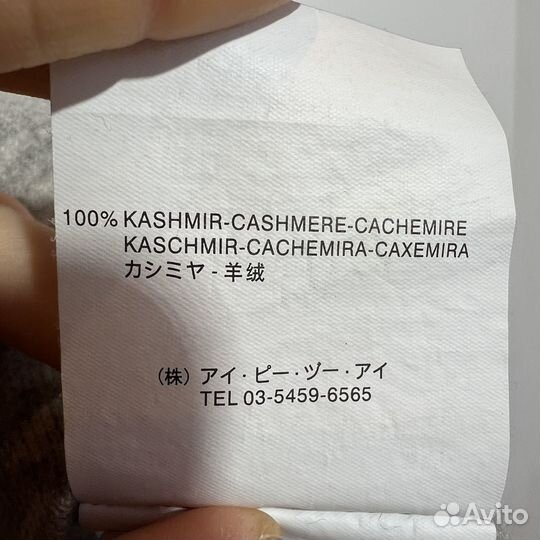 100% KASHMIR-CASHMERE-CACHEMIRE
KASCHMIR-CACHEMIRA-CAXEMIRA
カシミヤ - 羊绒
(株) アイ・ピー・ヅー・アイ
TEL 03-5459-6565
Avito